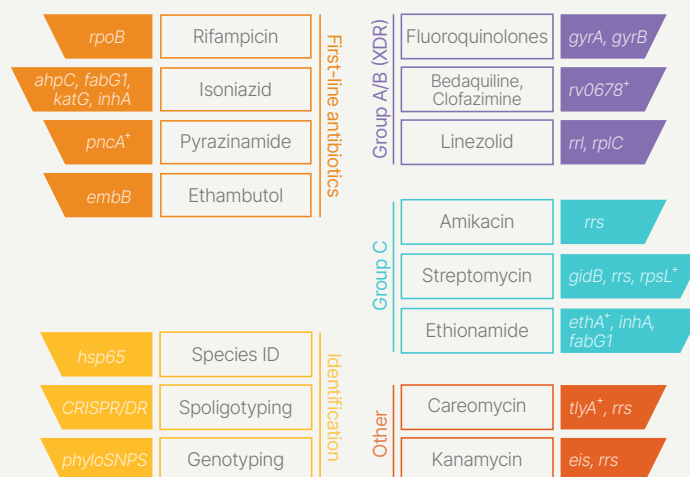 First-line antibiotics
rpoB Rifampicin
ahpC, fabG1,
katG, inhA Isoniazid
pncA⁺ Pyrazinamide
embB Ethambutol
Identification
hsp65 Species ID
CRISPR/DR Spoligotyping
phyloSNPS Genotyping
Group A/B (XDR)
Fluoroquinolones gyrA, gyrB
Bedaquiline,
Clofazimine rv0678⁺
Linezolid rrl, rplC
Group C
Amikacin rrs
Streptomycin gidB, rrs, rpsL⁺
Ethionamide ethA⁺, inhA,
fabG1
Other
Careomycin tlyA⁺, rrs
Kanamycin eis, rrs